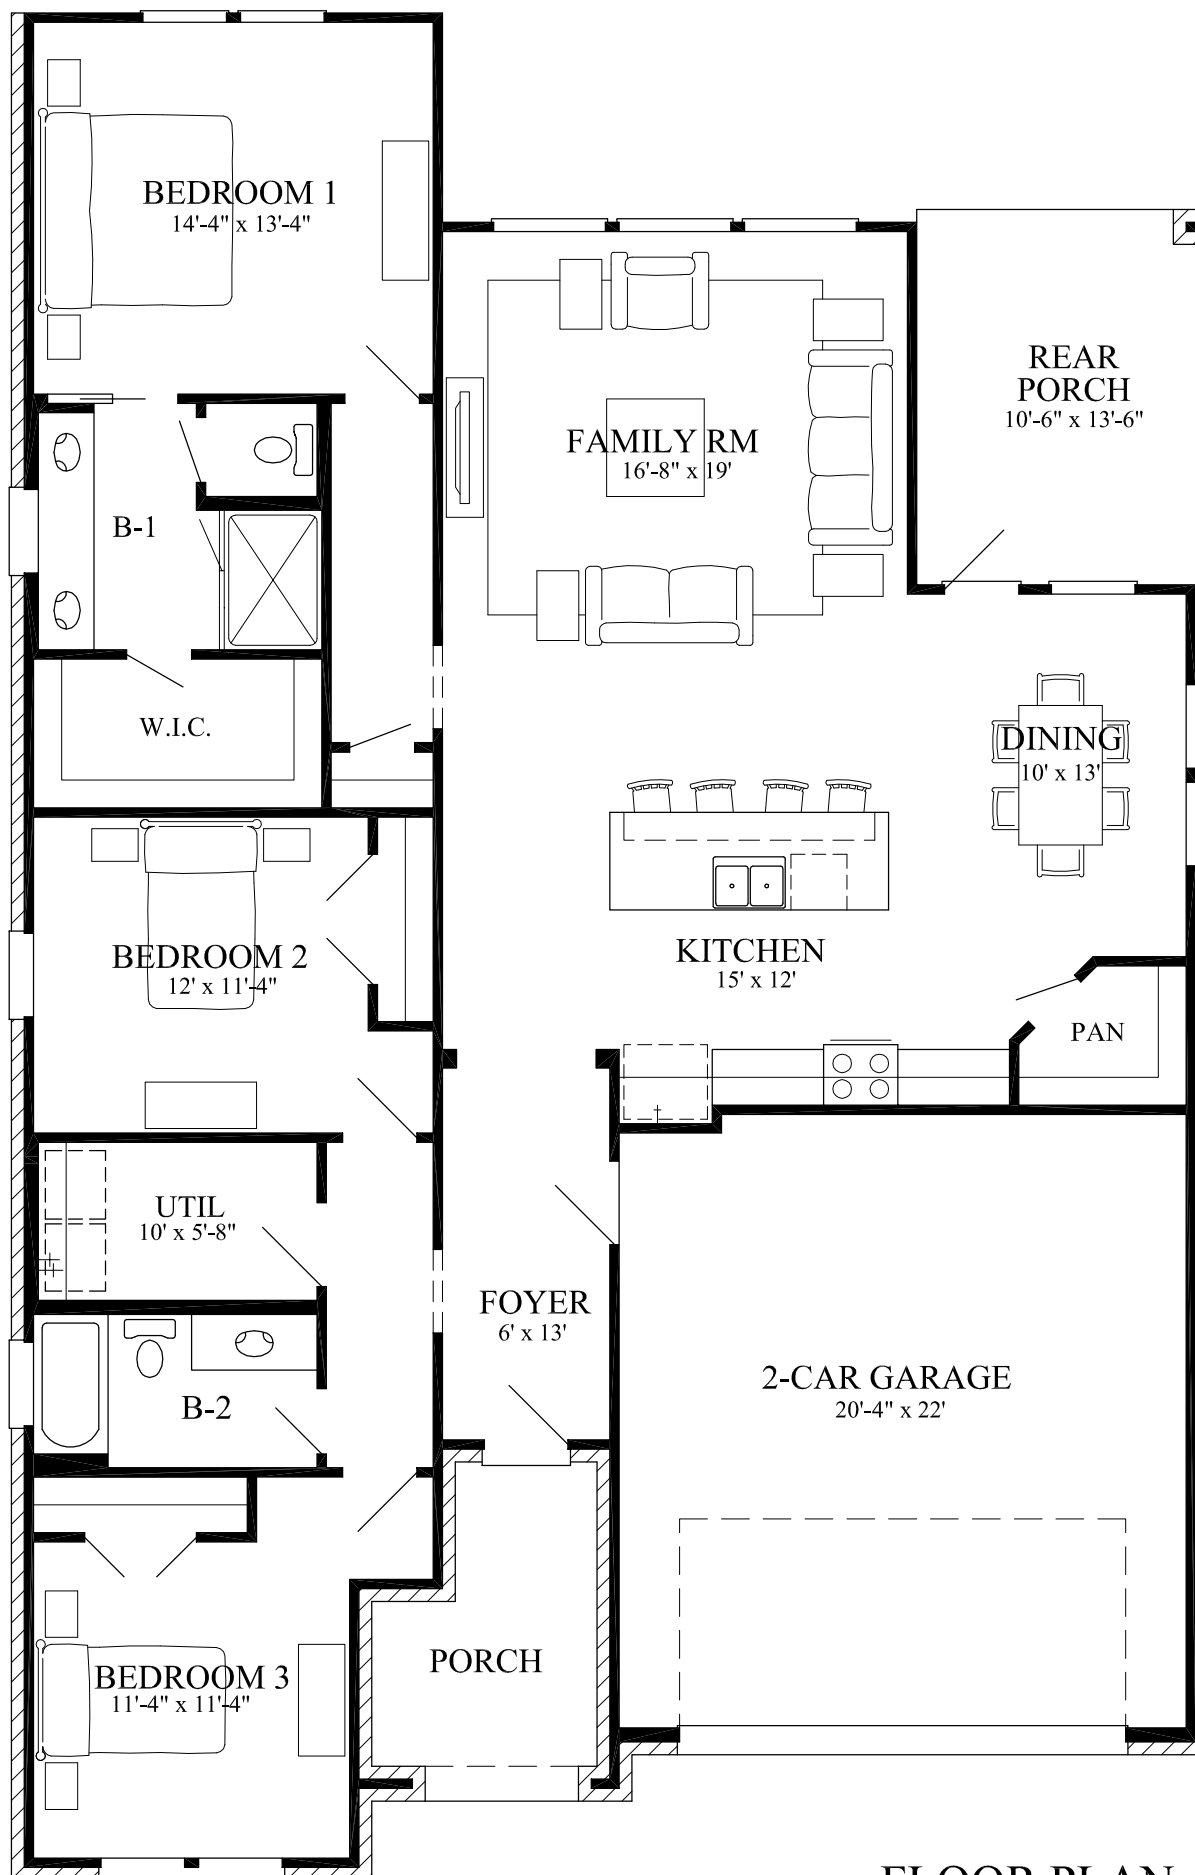 BEDROOM 1
14'-4" x 13'-4"
FAMILY RM
16'-8" x 19'
REAR
PORCH
10'-6" x 13'-6"
B-1
W.I.C.
DINING
10' x 13'
BEDROOM 2
12' x 11'-4"
KITCHEN
15' x 12'
PAN
UTIL
10' x 5'-8"
FOYER
6' x 13'
2-CAR GARAGE
20'-4" x 22'
B-2
PORCH
BEDROOM 3
11'-4" x 11'-4"
FLOOR PLAN